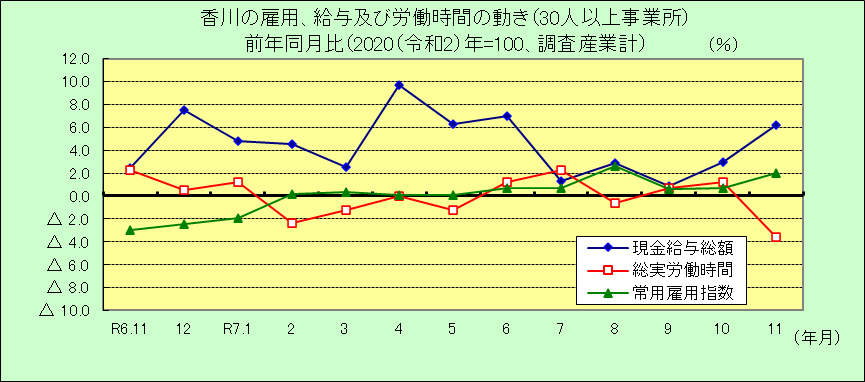 香川の雇用、給与及び労働時間の動き(30人以上事業所)
前年同月比(2020(令和2)年=100、調査産業計) (%)
12.0
10.0
8.0
6.0
4.0
2.0
0.0
△ 2.0
△ 4.0
△ 6.0
△ 8.0
△ 10.0
現金給与総額
総実労働時間
常用雇用指数
R6.11 12 R7.1 2 3 4 5 6 7 8 9 10 11
(年月)